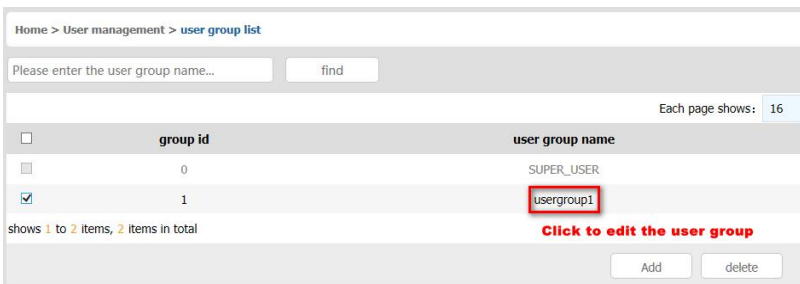 Home > User management > user group list
Please enter the user group name... find
Each page shows: 16
group id user group name
0 SUPER_USER
1 usergroup1
shows 1 to 2 items, 2 items in total
Click to edit the user group
Add delete